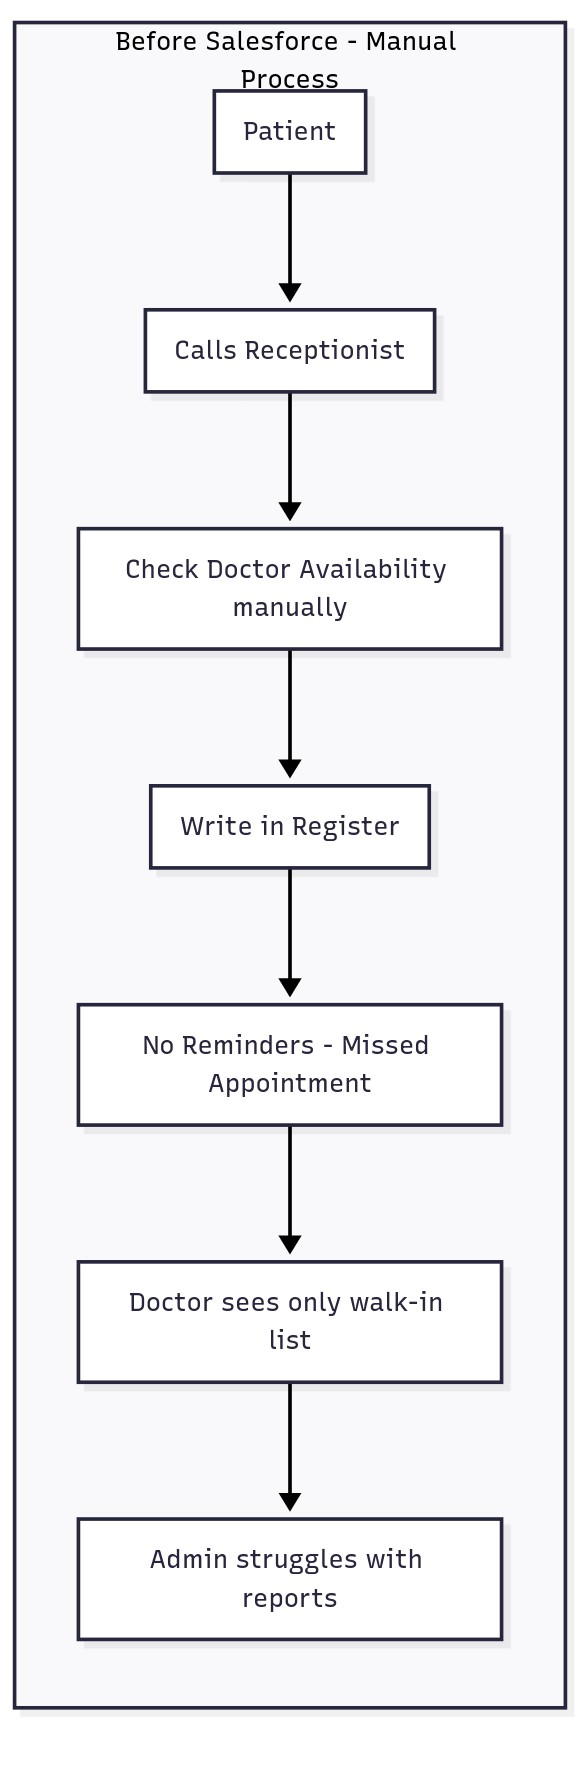 Before Salesforce - Manual
Process
Patient
Calls Receptionist
Check Doctor Availability
manually
Write in Register
No Reminders - Missed
Appointment
Doctor sees only walk-in
list
Admin struggles with
reports